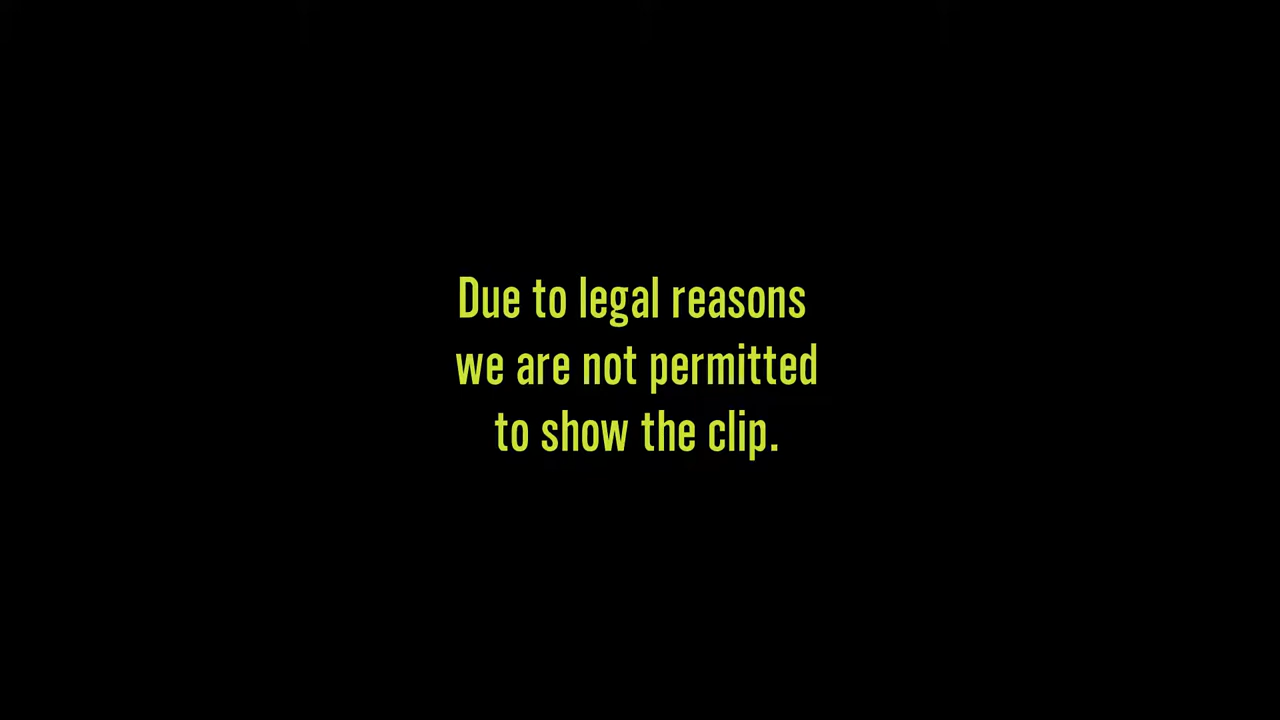 Due to legal reasons
we are not permitted
to show the clip.